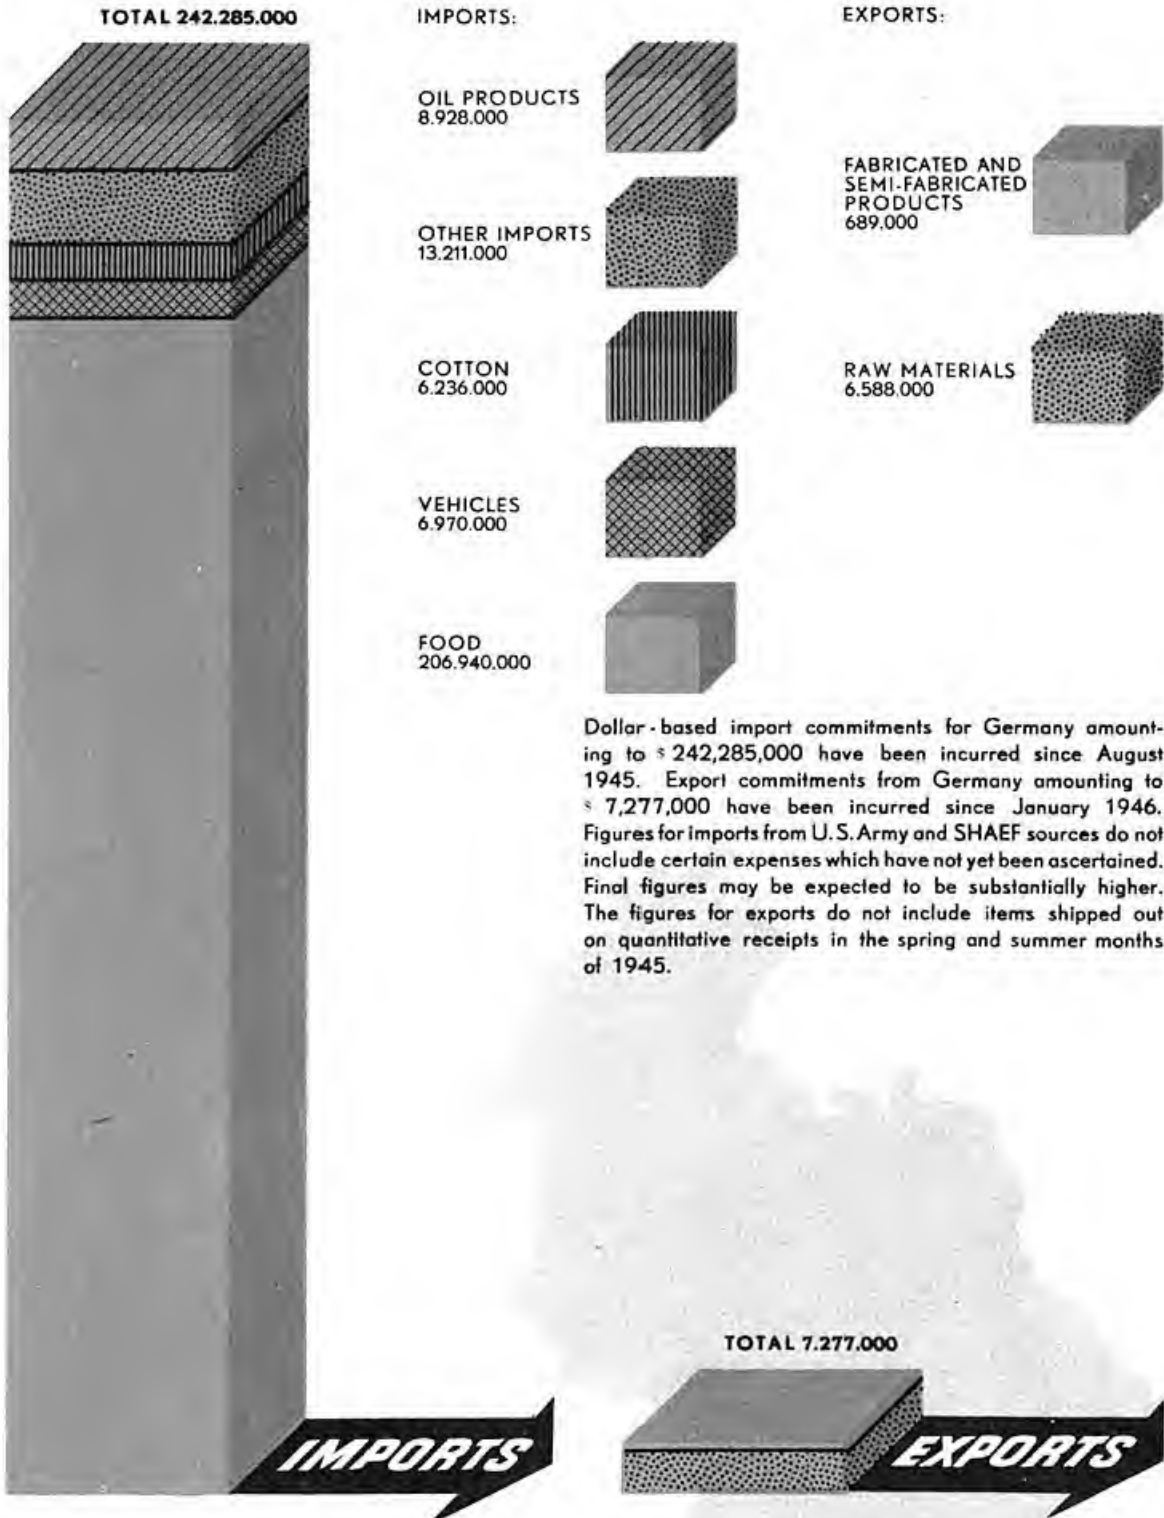 TOTAL 242.285.000
IMPORTS:
OIL PRODUCTS
8.928.000
OTHER IMPORTS
13.211.000
COTTON
6.236.000
VEHICLES
6.970.000
FOOD
206.940.000
EXPORTS:
FABRICATED AND
SEMI-FABRICATED
PRODUCTS
689.000
RAW MATERIALS
6.588.000
Dollar-based import commitments for Germany amount-
ing to $ 242,285,000 have been incurred since August
1945. Export commitments from Germany amounting to
$ 7,277,000 have been incurred since January 1946.
Figures for imports from U.S. Army and SHAEF sources do not
include certain expenses which have not yet been ascertained.
Final figures may be expected to be substantially higher.
The figures for exports do not include items shipped out
on quantitative receipts in the spring and summer months
of 1945.
TOTAL 7.277.000
IMPORTS
EXPORTS